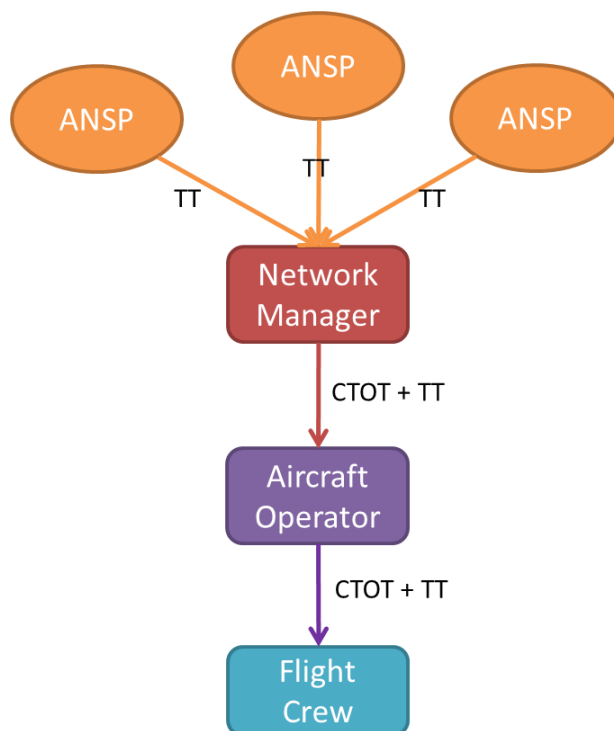 ANSP
ANSP
ANSP
TT
TT
TT
Network
Manager
CTOT + TT
Aircraft
Operator
CTOT + TT
Flight
Crew